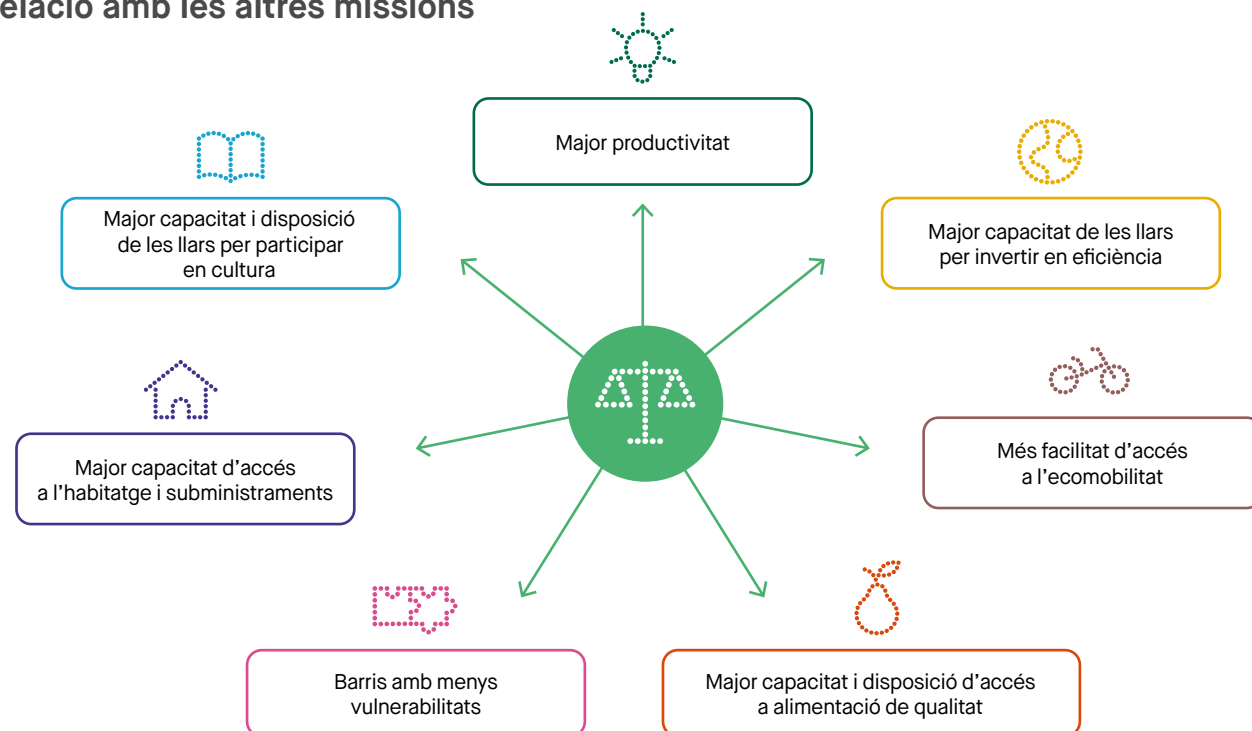 elació amb les altres missions
Major productivitat
Major capacitat i disposició
de les llars per participar
en cultura
Major capacitat de les llars
per invertir en eficiència
Major capacitat d’accés
a l’habitatge i subministraments
Més facilitat d’accés
a l’ecomobilitat
Barris amb menys
vulnerabilitats
Major capacitat i disposició d’accés
a alimentació de qualitat